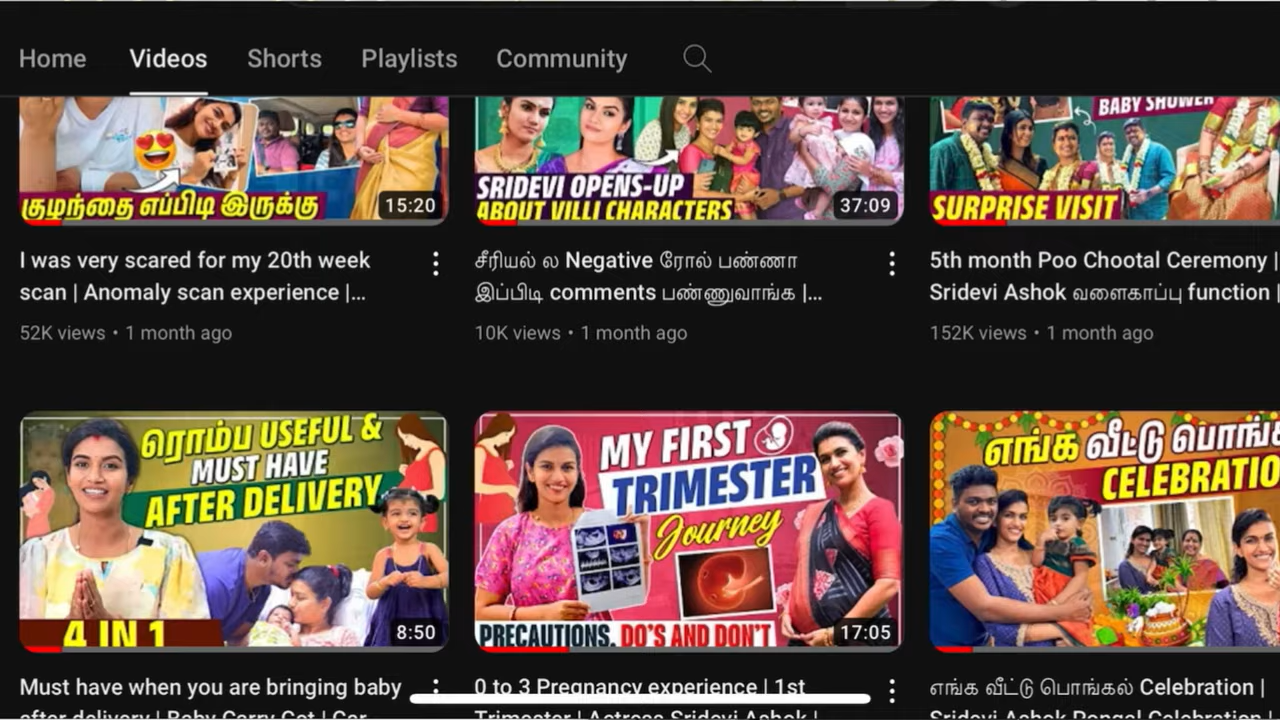 Home Videos Shorts Playlists Community
குழந்தை எப்பிடி இருக்கு
15:20
SRIDEVI OPENS-UP
ABOUT VILLI CHARACTERS
37:09
BABY SHOWER
SURPRISE VISIT
I was very scared for my 20th week
scan | Anomaly scan experience |...
52K views • 1 month ago
சீரியல் ல Negative ரோல் பண்ணா
இப்பிடி comments பண்ணுவாங்க |...
10K views • 1 month ago
5th month Poo Chootal Ceremony |
Sridevi Ashok வளைகாப்பு function |
152K views • 1 month ago
ரொம்ப USEFUL &
MUST HAVE
AFTER DELIVERY
4 IN 1
8:50
MY FIRST
TRIMESTER
Journey
PRECAUTIONS, DO'S AND DON'T
17:05
எங்க வீட்டு பொங்க
CELEBRATIO
Must have when you are bringing baby
after delivery | Baby Carry Cot | Car
0 to 3 Pregnancy experience | 1st
Trimester | Actress Sridevi Ashok |
எங்க வீட்டு பொங்கல் Celebration |
Sridevi Ashok Pongal Celebration |